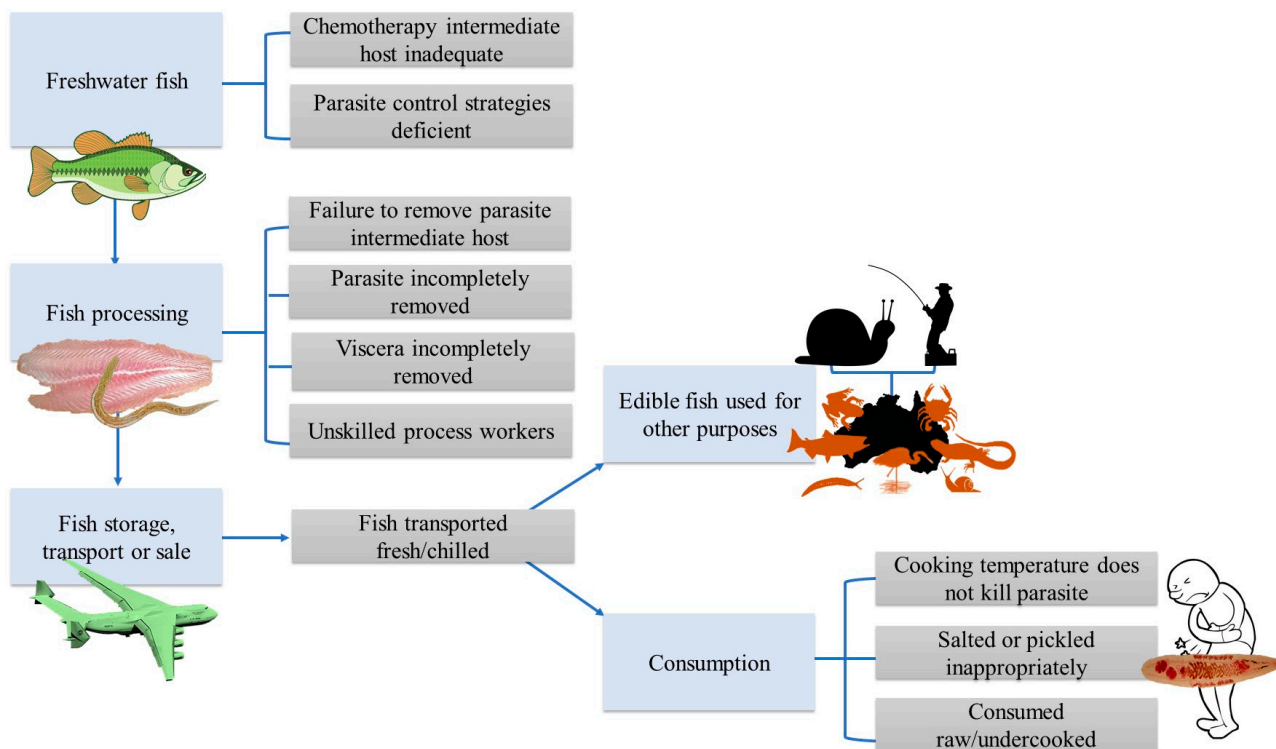 Freshwater fish
Chemotherapy intermediate
host inadequate
Parasite control strategies
deficient
Fish processing
Failure to remove parasite
intermediate host
Parasite incompletely
removed
Viscera incompletely
removed
Unskilled process workers
Fish storage,
transport or sale
Fish transported
fresh/chilled
Edible fish used for
other purposes
Consumption
Cooking temperature does
not kill parasite
Salted or pickled
inappropriately
Consumed
raw/undercooked